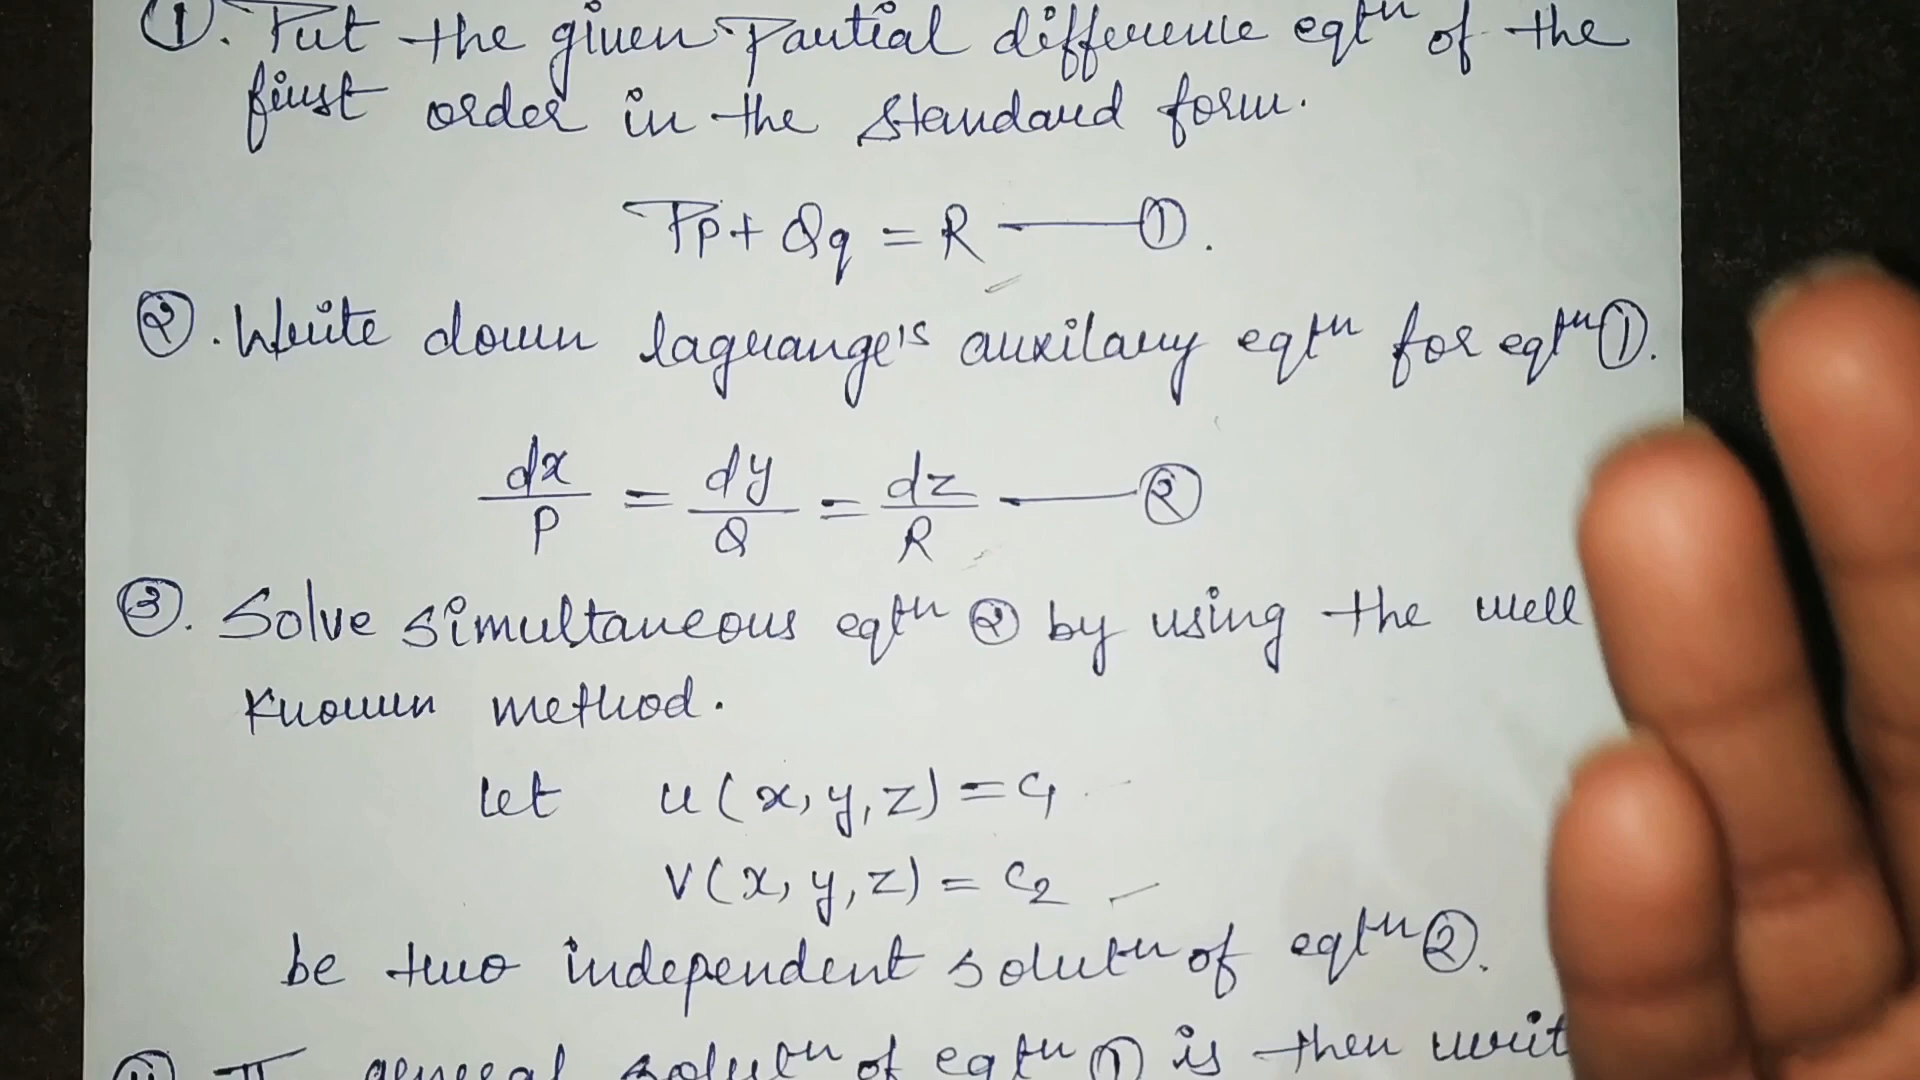 ①. Put the given Partial difference eqtn of the
first order in the standard form.
Pp + Qq = R —— ①.
②. Write down lagrange's auxilary eqtn for eqtn ①.
dx/P = dy/Q = dz/R —— ②
③. Solve simultaneous eqtn ② by using the well
known method.
let u(x, y, z) = c₁
v(x, y, z) = c₂
be two independent solutn of eqtn ②.
④ general solutn of eqtn ① is then writ